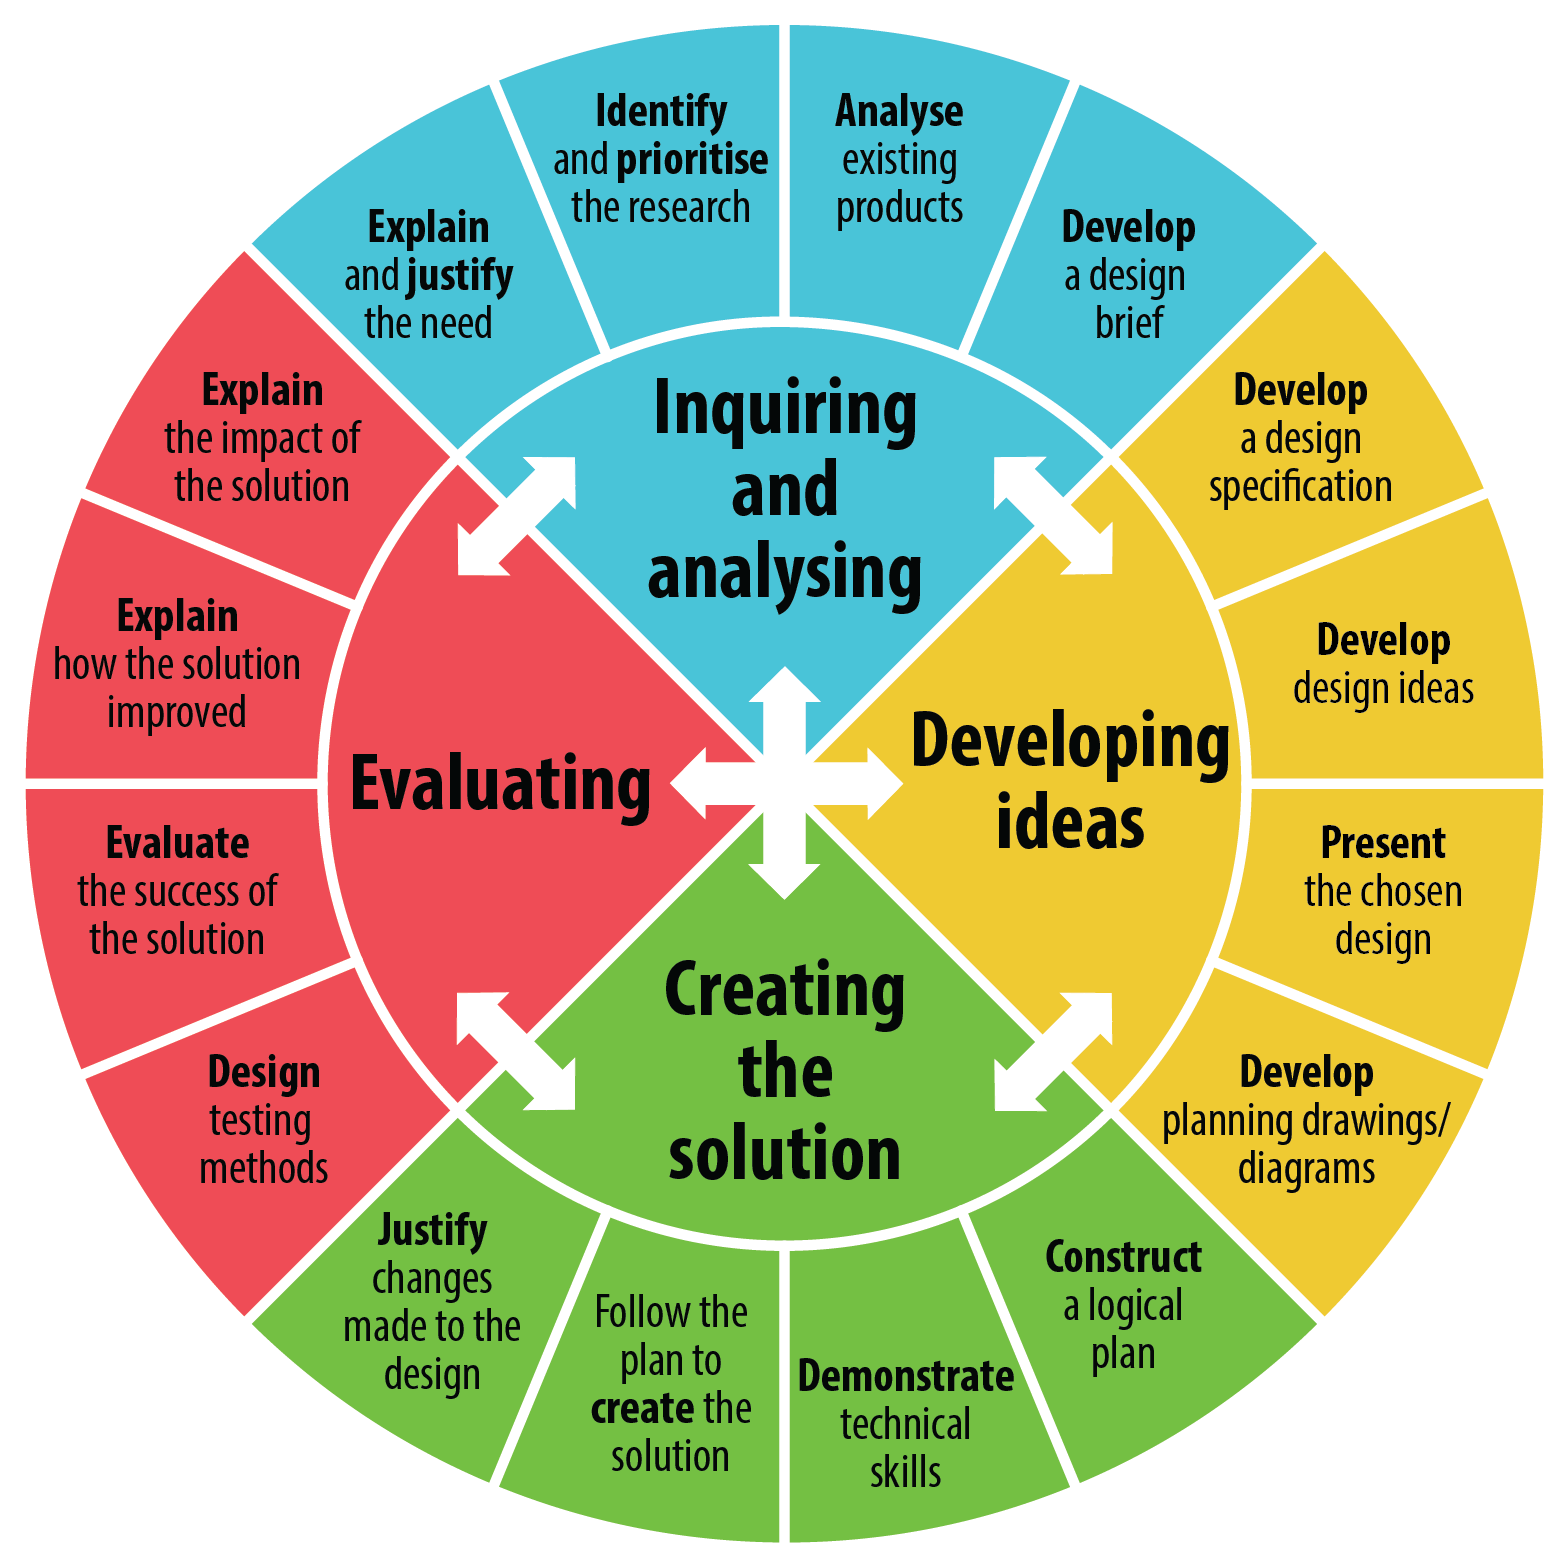 Identify
and prioritise
the research
Analyse
existing
products
Explain
and justify
the need
Develop
a design
brief
Inquiring
and
analysing
Develop
a design
specification
Develop
design ideas
Present
the chosen
design
Develop
planning drawings/
diagrams
Developing
ideas
Construct
a logical
plan
Demonstrate
technical
skills
Follow the
plan to
create the
solution
Justify
changes
made to the
design
Creating
the
solution
Design
testing
methods
Evaluate
the success of
the solution
Explain
how the solution
improved
Explain
the impact of
the solution
Evaluating